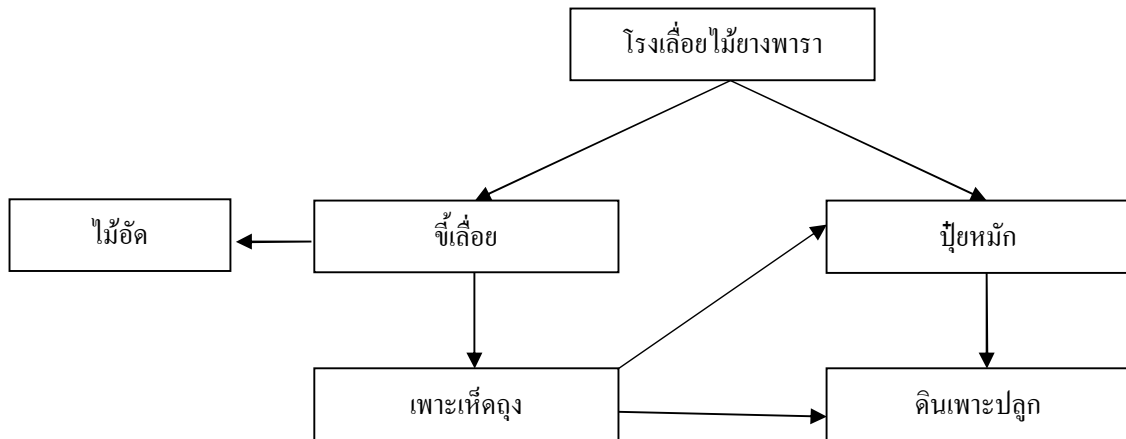 โรงเลื่อยไม้ยางพารา
ไม้อัด
ขี้เลื่อย
ปุ๋ยหมัก
เพาะเห็ดถุง
ดินเพาะปลูก